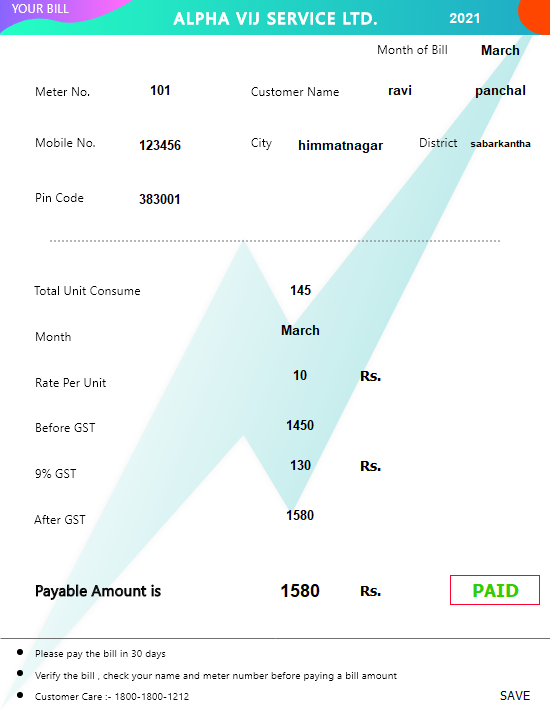 YOUR BILL
ALPHA VIJ SERVICE LTD. 2021
Month of Bill March
Meter No. 101 Customer Name ravi panchal
Mobile No. 123456 City himmatnagar District sabarkantha
Pin Code 383001
Total Unit Consume 145
Month March
Rate Per Unit 10 Rs.
Before GST 1450
9% GST 130 Rs.
After GST 1580
Payable Amount is 1580 Rs. PAID
Please pay the bill in 30 days
Verify the bill , check your name and meter number before paying a bill amount
Customer Care :- 1800-1800-1212 SAVE